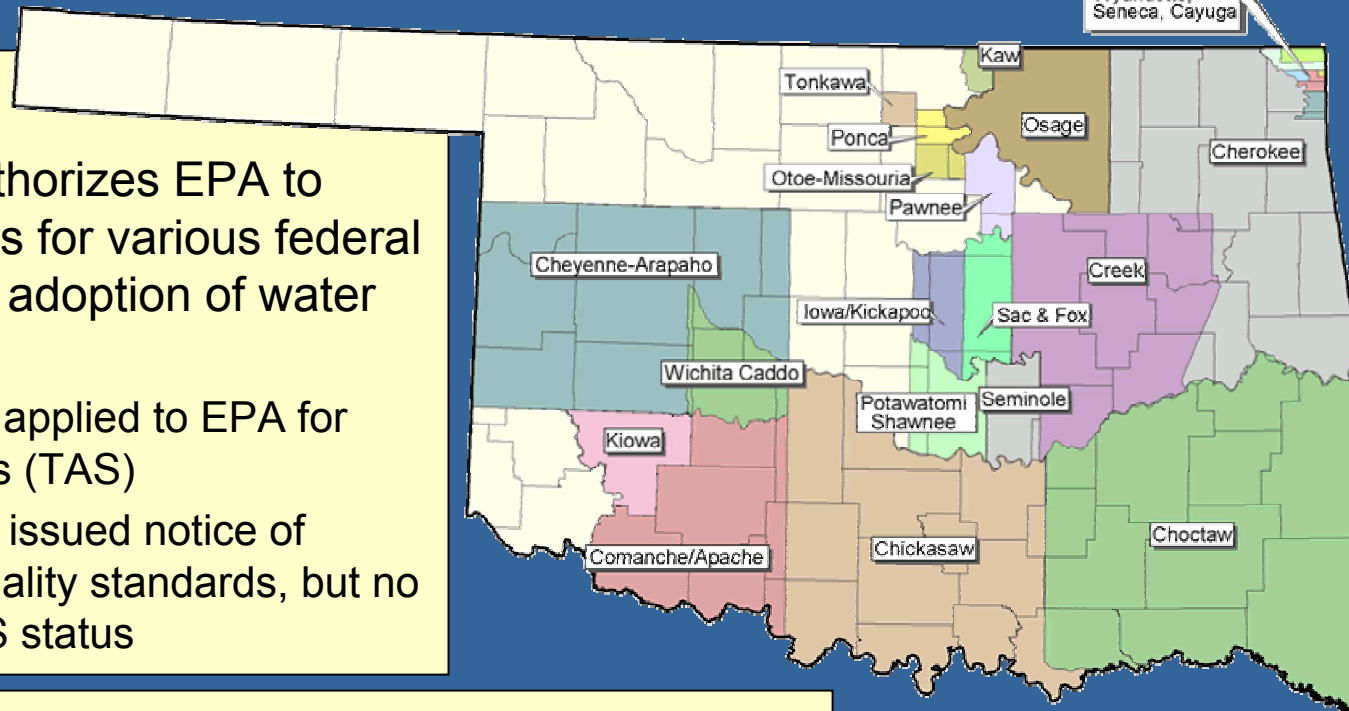 Seneca, Cayuga
thorizes EPA to
s for various federal
adoption of water
applied to EPA for
s (TAS)
issued notice of
ality standards, but no
S status
Kaw
Tonkawa
Ponca
Osage
Cherokee
Otoe-Missouria
Pawnee
Cheyenne-Arapaho
Creek
Iowa/Kickapoo
Sac & Fox
Wichita Caddo
Potawatomi
Shawnee
Seminole
Kiowa
Comanche/Apache
Chickasaw
Choctaw